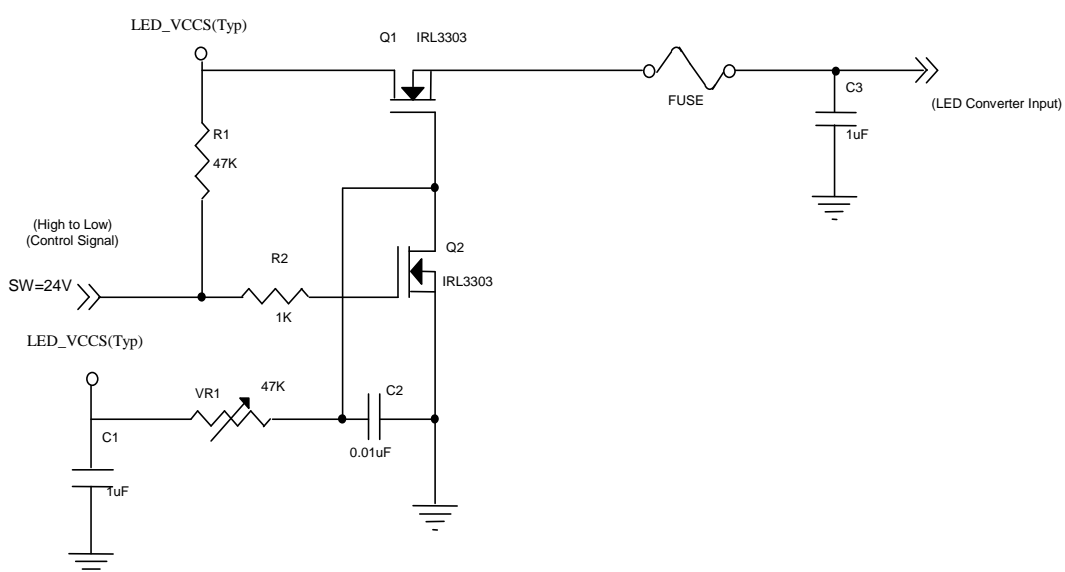 LED_VCCS(Typ)
Q1 IRL3303
FUSE
C3
(LED Converter Input)
1uF
R1
47K
(High to Low)
(Control Signal)
SW=24V
R2
1K
Q2
IRL3303
LED_VCCS(Typ)
VR1
47K
C2
0.01uF
C1
1uF